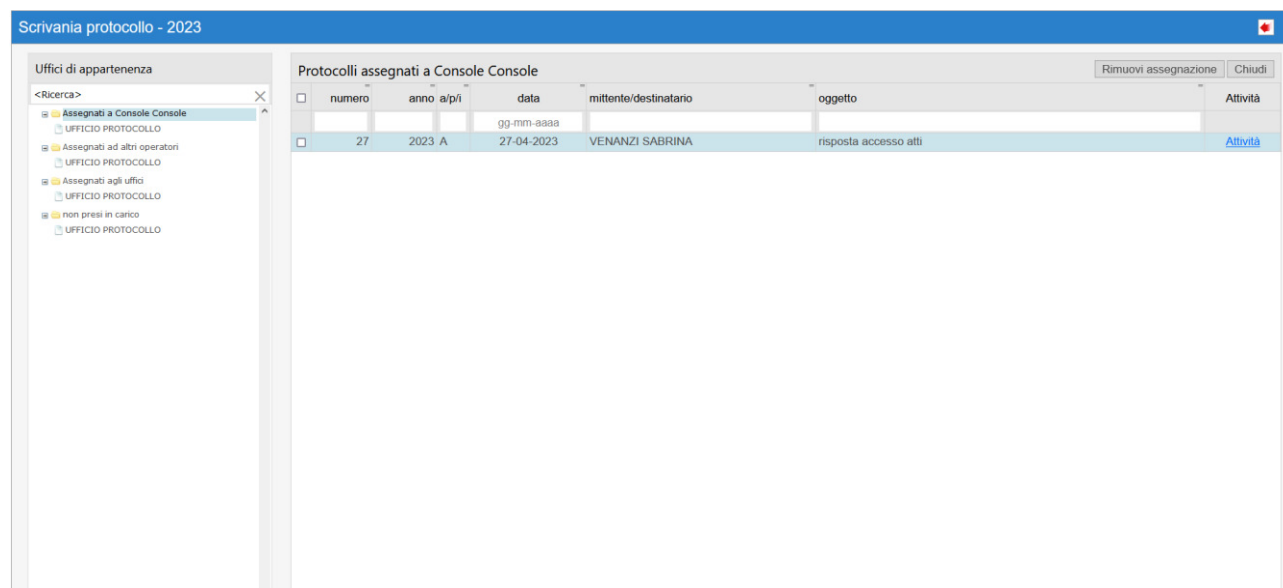 Scrivania protocollo - 2023
Uffici di appartenenza
<Ricerca>
Assegnati a Console Console
UFFICIO PROTOCOLLO
Assegnati ad altri operatori
UFFICIO PROTOCOLLO
Assegnati agli uffici
UFFICIO PROTOCOLLO
non presi in carico
UFFICIO PROTOCOLLO
Protocolli assegnati a Console Console
Rimuovi assegnazione Chiudi
numero anno a/p/i data mittente/destinatario oggetto Attività
gg-mm-aaaa
27 2023 A 27-04-2023 VENANZI SABRINA risposta accesso atti Attività